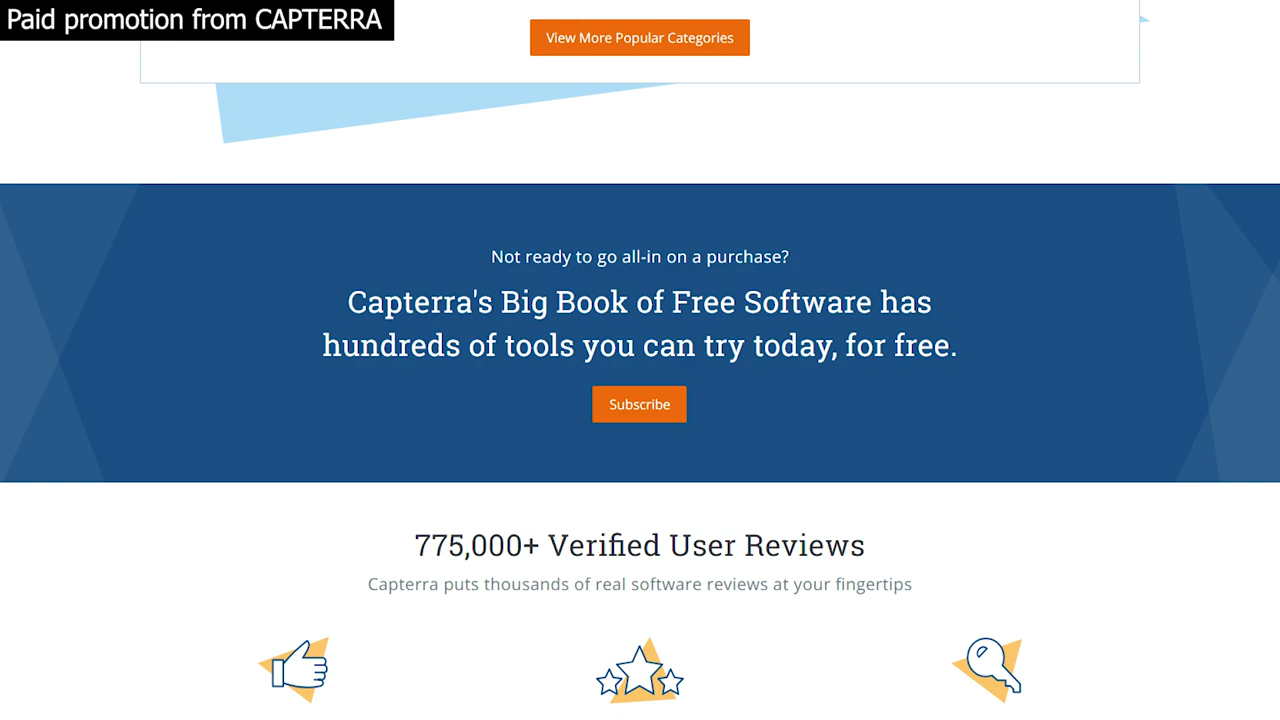 Paid promotion from CAPTERRA
View More Popular Categories
Not ready to go all-in on a purchase?
Capterra's Big Book of Free Software has
hundreds of tools you can try today, for free.
Subscribe
775,000+ Verified User Reviews
Capterra puts thousands of real software reviews at your fingertips